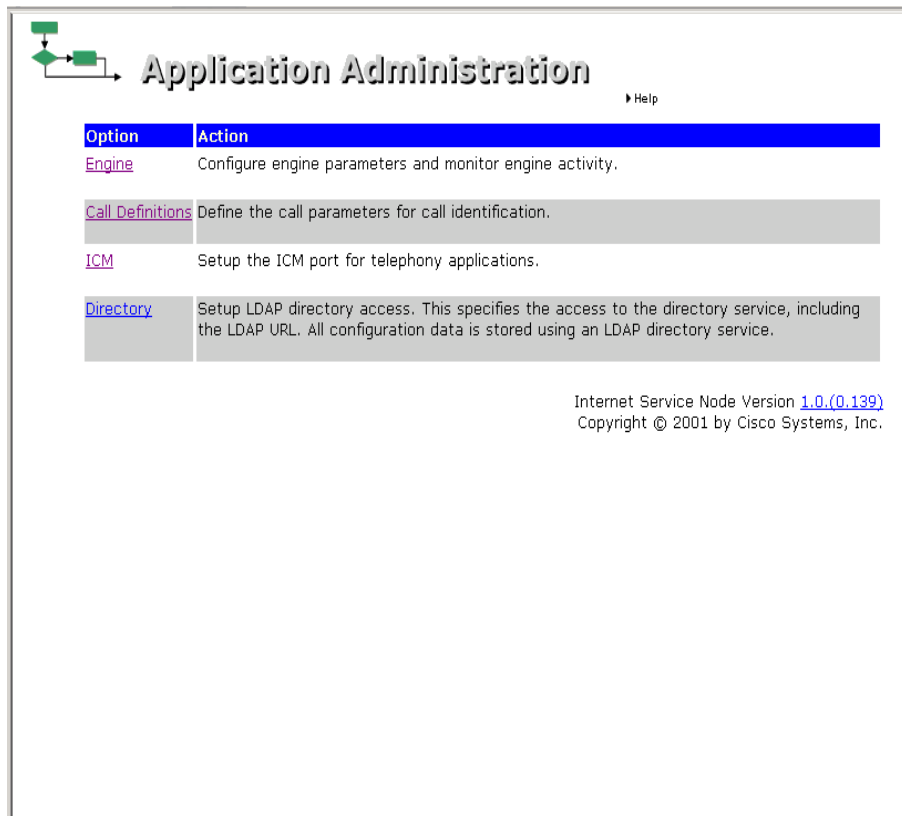 Application Administration
Help
Option Action
Engine Configure engine parameters and monitor engine activity.
Call Definitions Define the call parameters for call identification.
ICM Setup the ICM port for telephony applications.
Directory Setup LDAP directory access. This specifies the access to the directory service, including
the LDAP URL. All configuration data is stored using an LDAP directory service.
Internet Service Node Version 1.0.(0.139)
Copyright © 2001 by Cisco Systems, Inc.